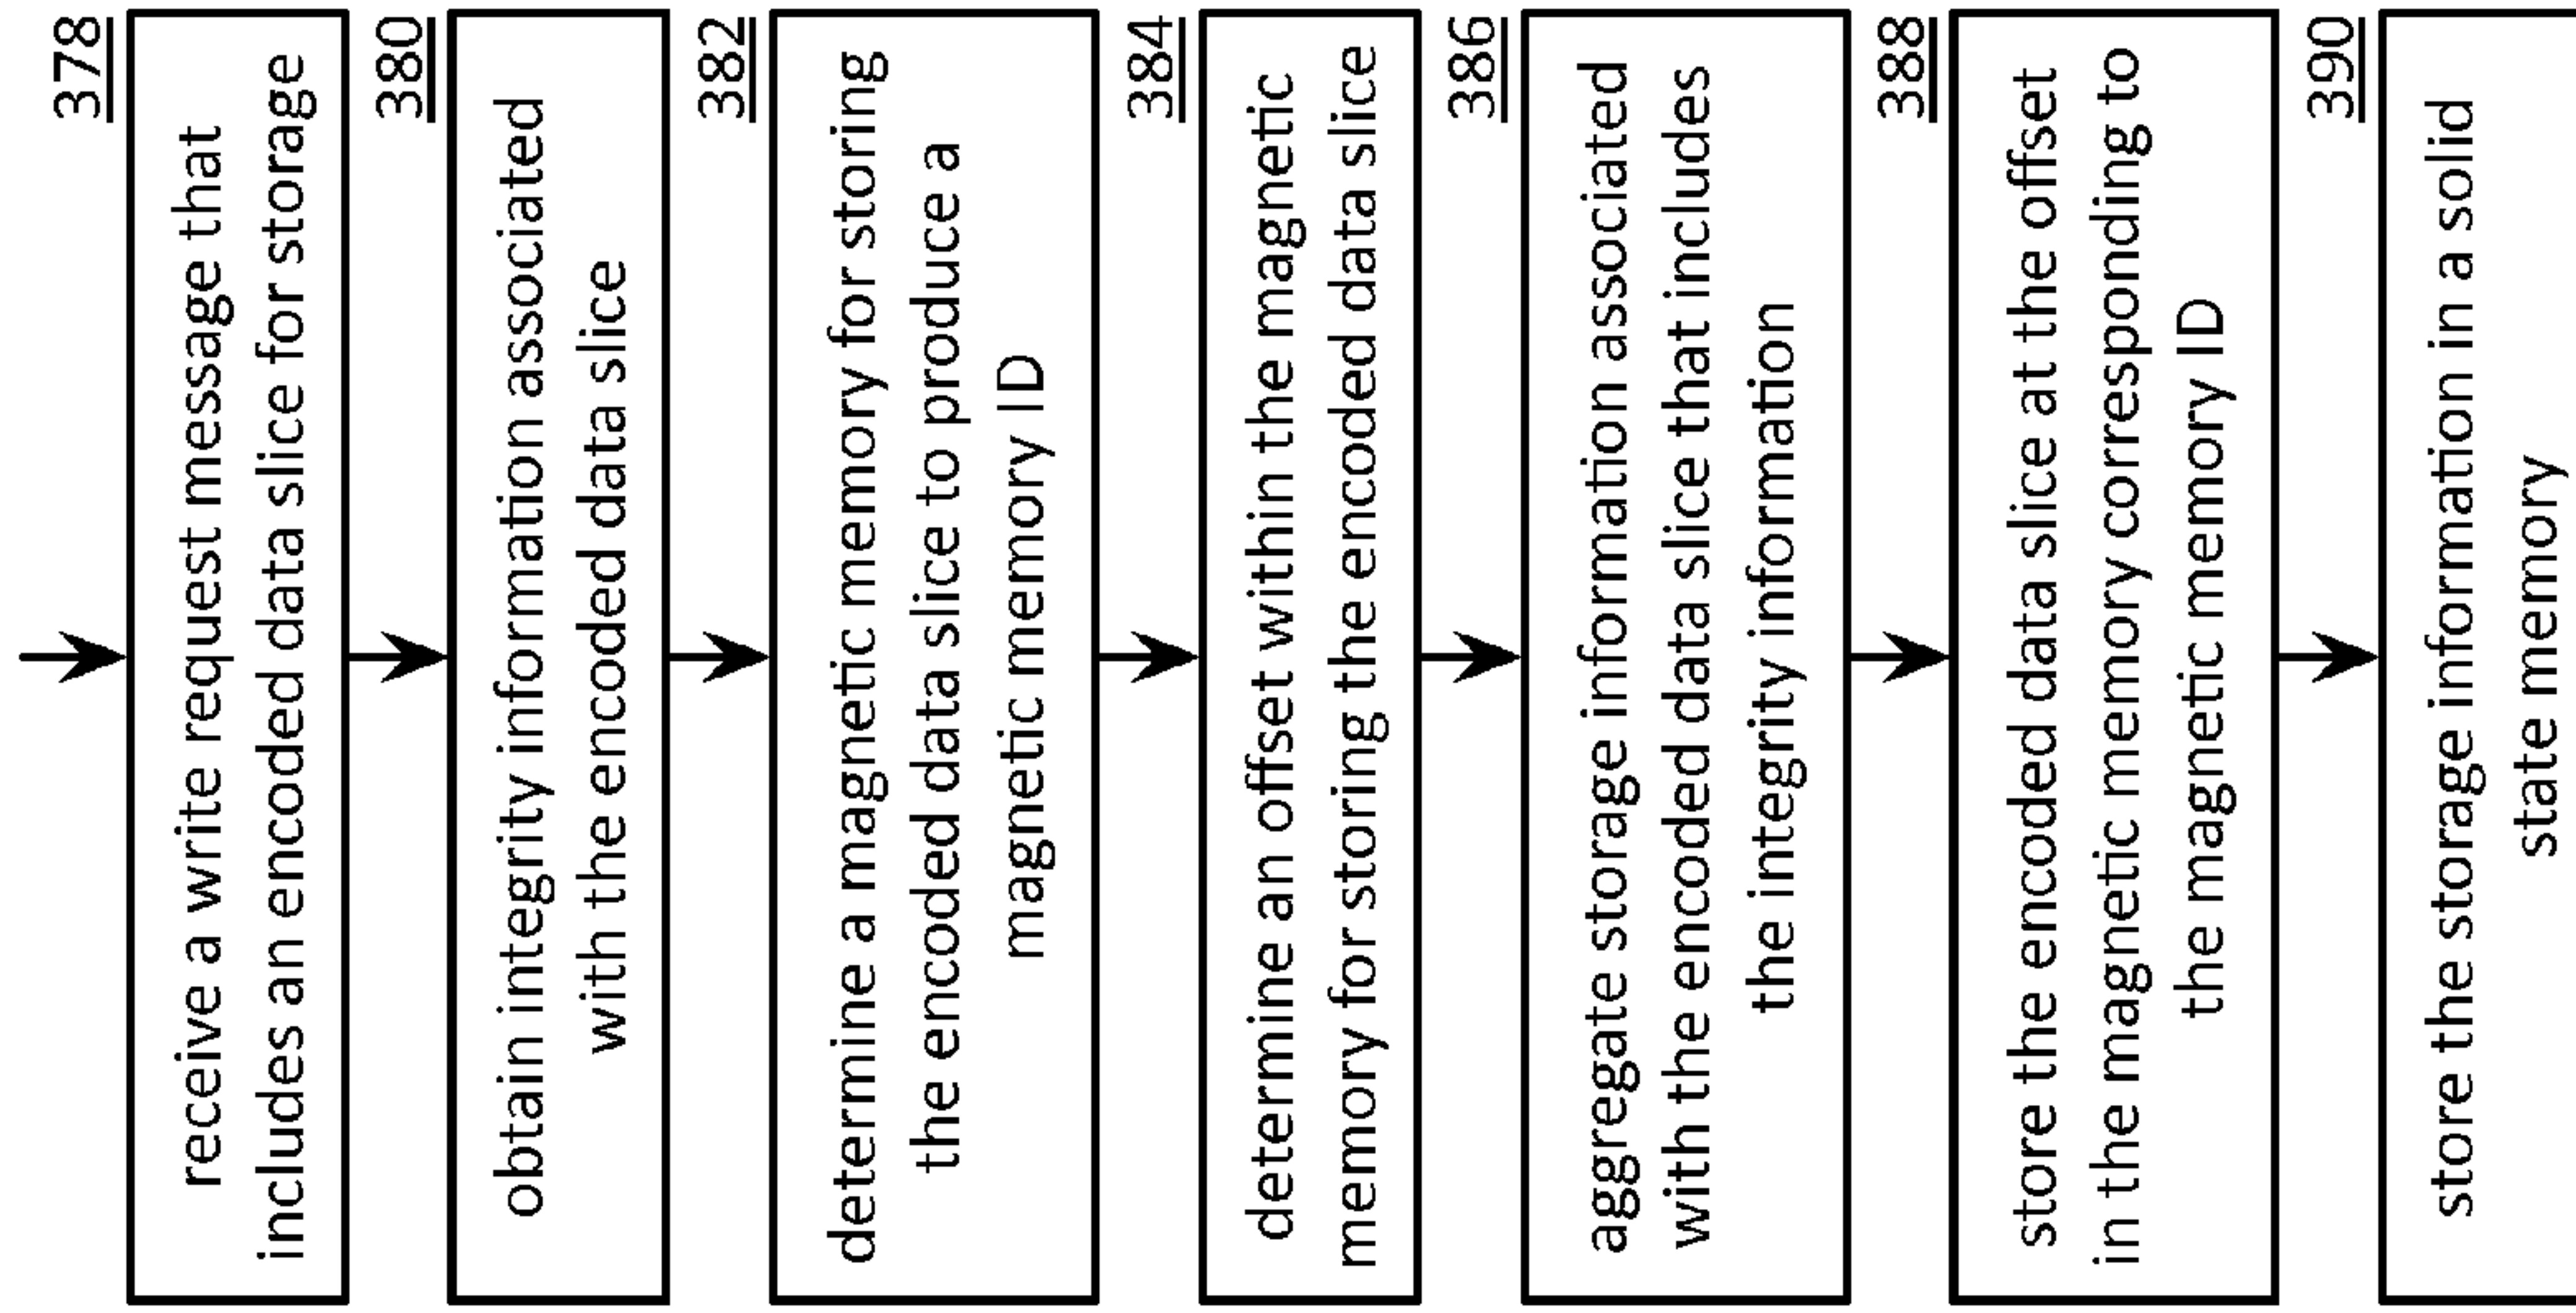 378
receive a write request message that
includes an encoded data slice for storage
380
obtain integrity information associated
with the encoded data slice
382
determine a magnetic memory for storing
the encoded data slice to produce a
magnetic memory ID
384
determine an offset within the magnetic
memory for storing the encoded data slice
386
aggregate storage information associated
with the encoded data slice that includes
the integrity information
388
store the encoded data slice at the offset
in the magnetic memory corresponding to
the magnetic memory ID
390
store the storage information in a solid
state memory